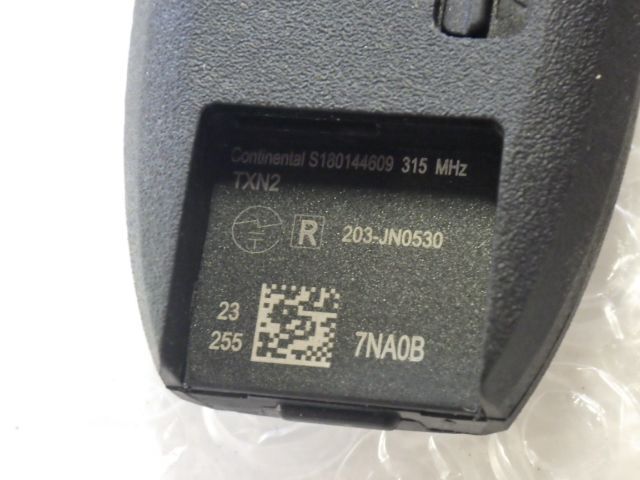 Continental S180144609 315 MHz
TXN2
R 203-JN0530
23
255 7NA0B